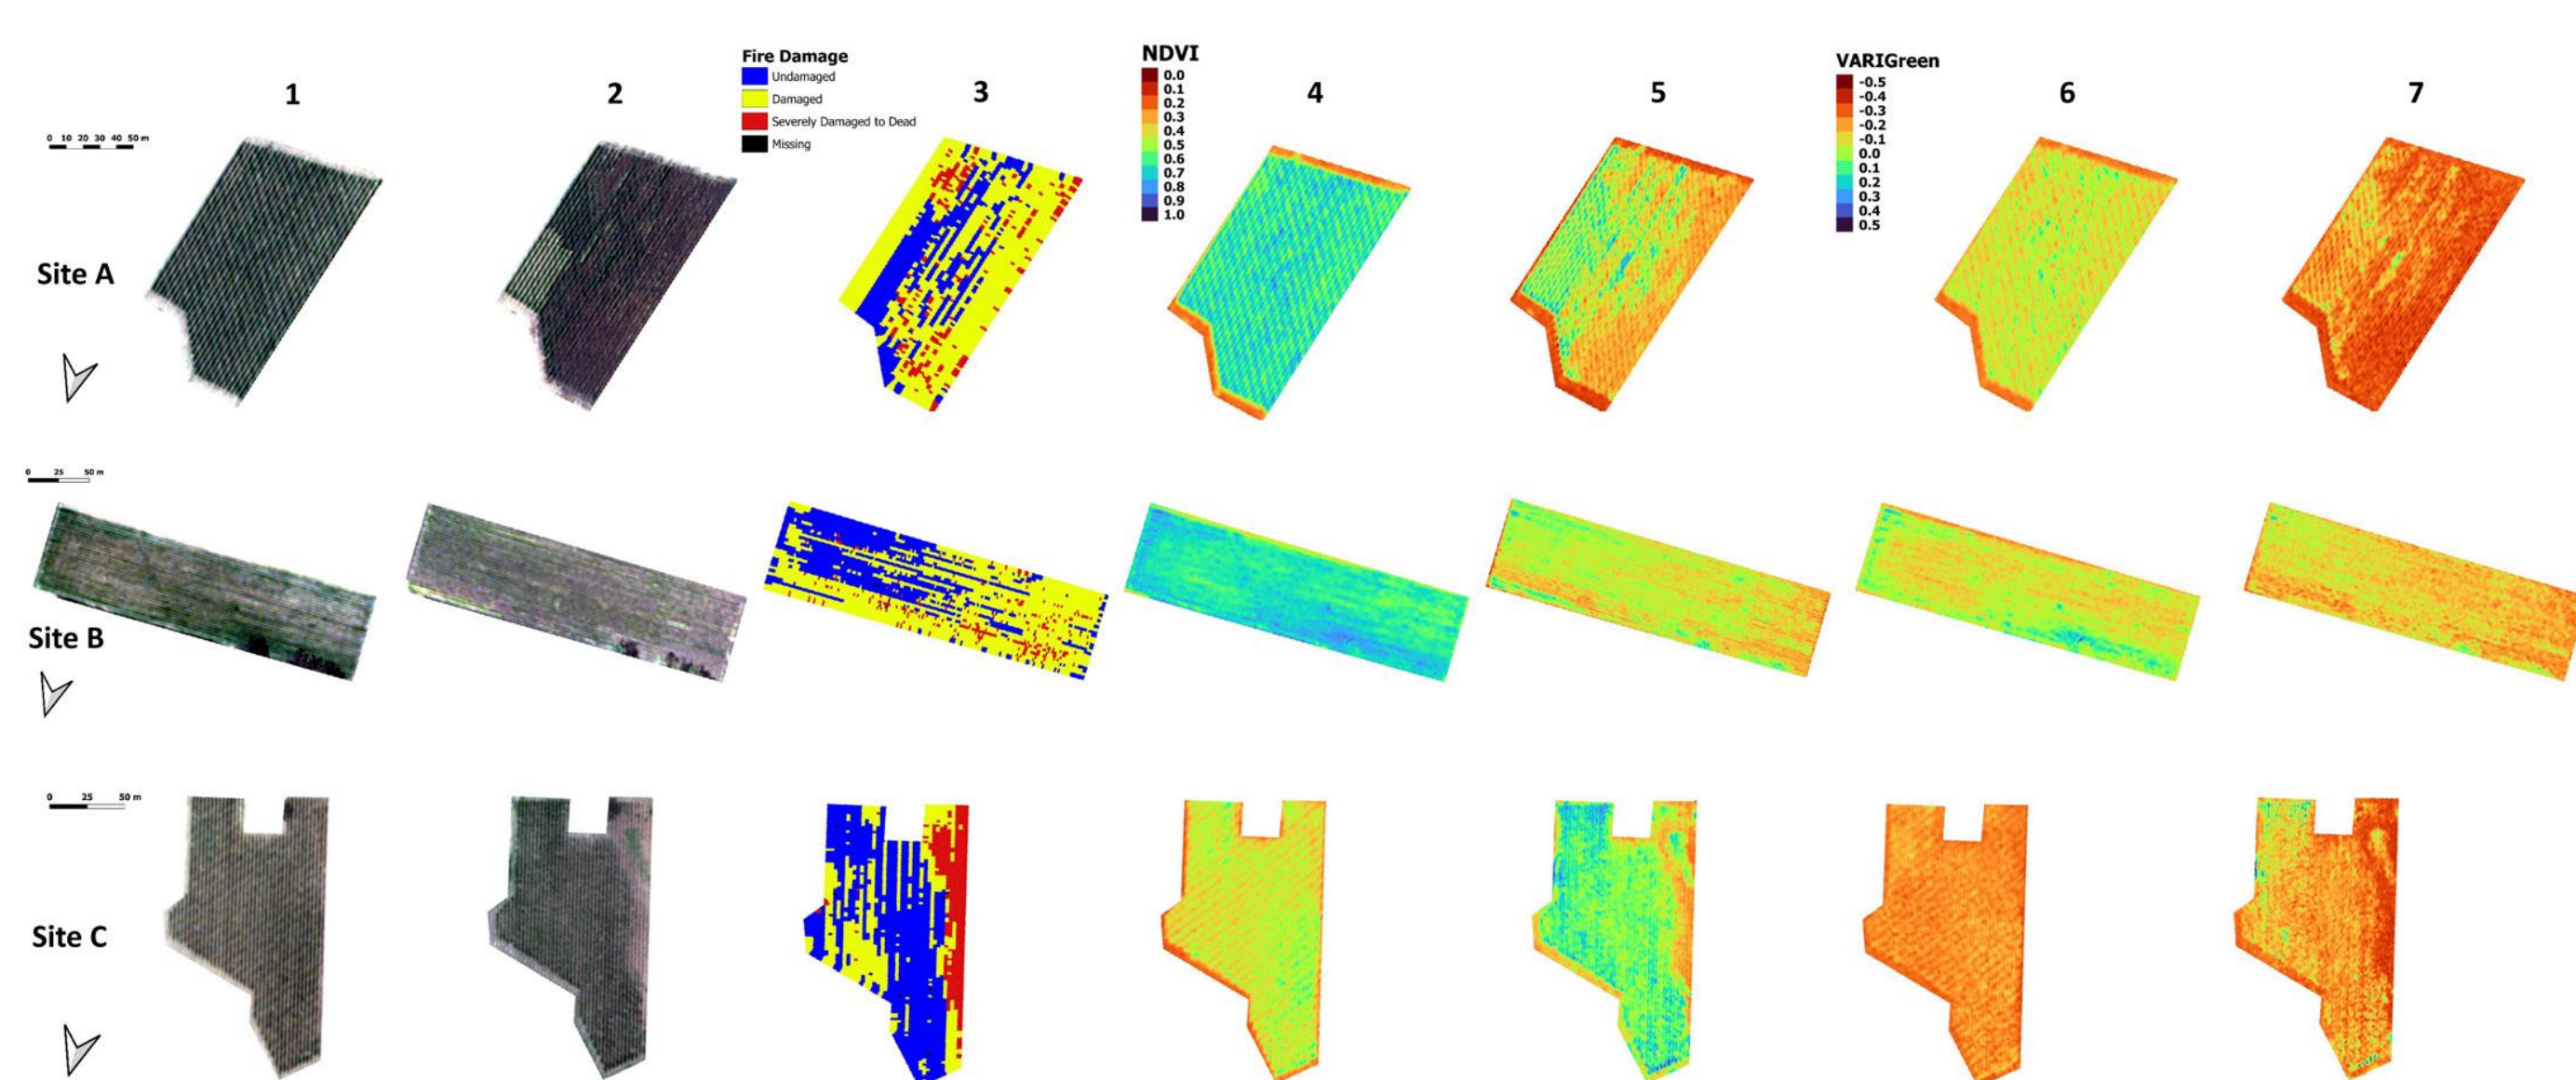 Fire Damage
Undamaged
Damaged
Severely Damaged to Dead
Missing
NDVI
0.0
0.1
0.2
0.3
0.4
0.5
0.6
0.7
0.8
0.9
1.0
VARIGreen
-0.5
-0.4
-0.3
-0.2
-0.1
0.0
0.1
0.2
0.3
0.4
0.5
1 2 3 4 5 6 7
0 10 20 30 40 50 m
Site A
0 25 50 m
Site B
0 25 50 m
Site C